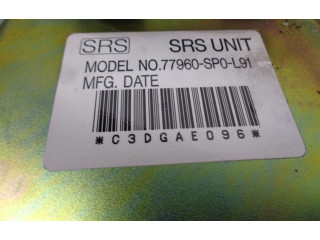 SRS SRS UNIT
MODEL NO.77960-SP0-L91
MFG. DATE
*C3DGAE096*